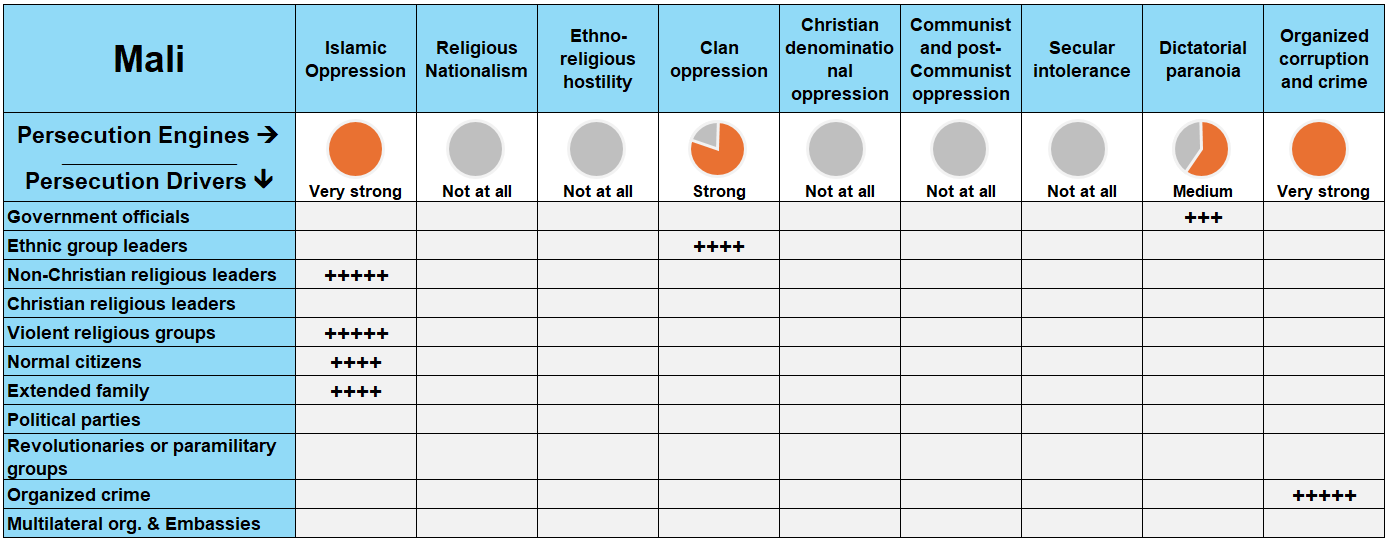 Mali
Islamic
Oppression
Religious
Nationalism
Ethno-
religious
hostility
Clan
oppression
Christian
denominatio
nal
oppression
Communist
and post-
Communist
oppression
Secular
intolerance
Dictatorial
paranoia
Organized
corruption
and crime
Persecution Engines →
Persecution Drivers ↓
Very strong
Not at all
Not at all
Strong
Not at all
Not at all
Not at all
Medium
Very strong
Government officials +++
Ethnic group leaders ++++
Non-Christian religious leaders +++++
Christian religious leaders
Violent religious groups +++++
Normal citizens ++++
Extended family ++++
Political parties
Revolutionaries or paramilitary
groups
Organized crime +++++
Multilateral org. & Embassies